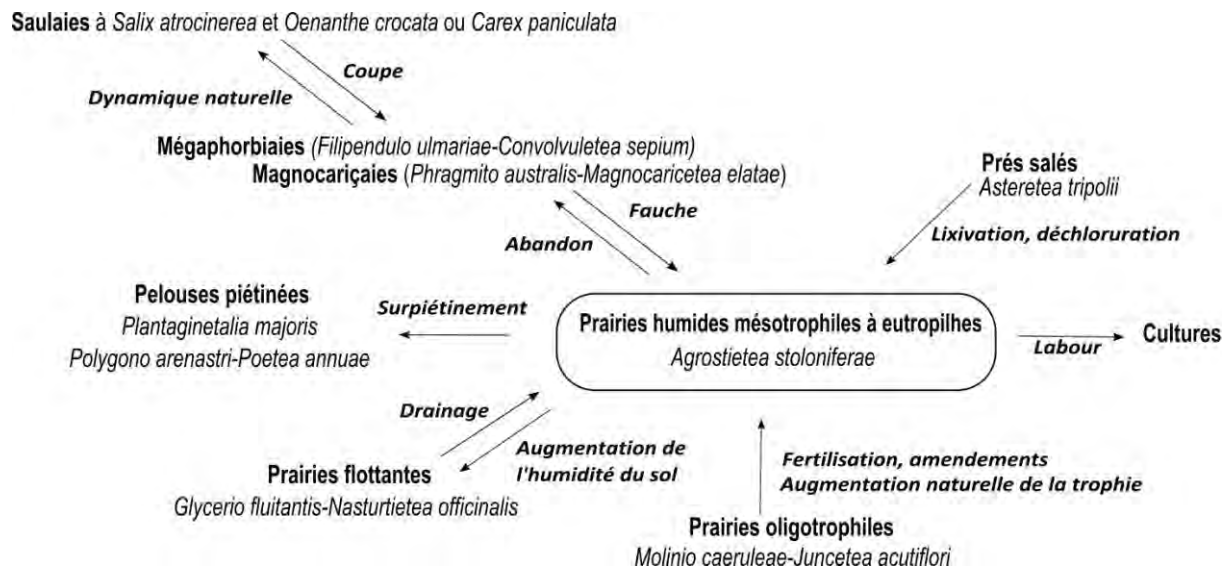 Saulaies à Salix atrocinerea et Oenanthe crocata ou Carex paniculata
Coupe
Dynamique naturelle
Mégaphorbiaies (Filipendulo ulmariae-Convolvuletea sepium)
Magnocariçaies (Phragmito australis-Magnocaricetea elatae)
Prés salés
Asteretea tripolii
Fauche
Abandon
Lixivation, déchloruration
Pelouses piétinées
Plantaginetalia majoris
Polygono arenastri-Poetea annuae
Surpiétinement
Prairies humides mésotrophiles à eutropilhes
Agrostietea stoloniferae
Labour
Cultures
Drainage
Augmentation de
l'humidité du sol
Prairies flottantes
Glycerio fluitantis-Nasturtietea officinalis
Fertilisation, amendements
Augmentation naturelle de la trophie
Prairies oligotrophiles
Molinio caeruleae-Juncetea acutiflori